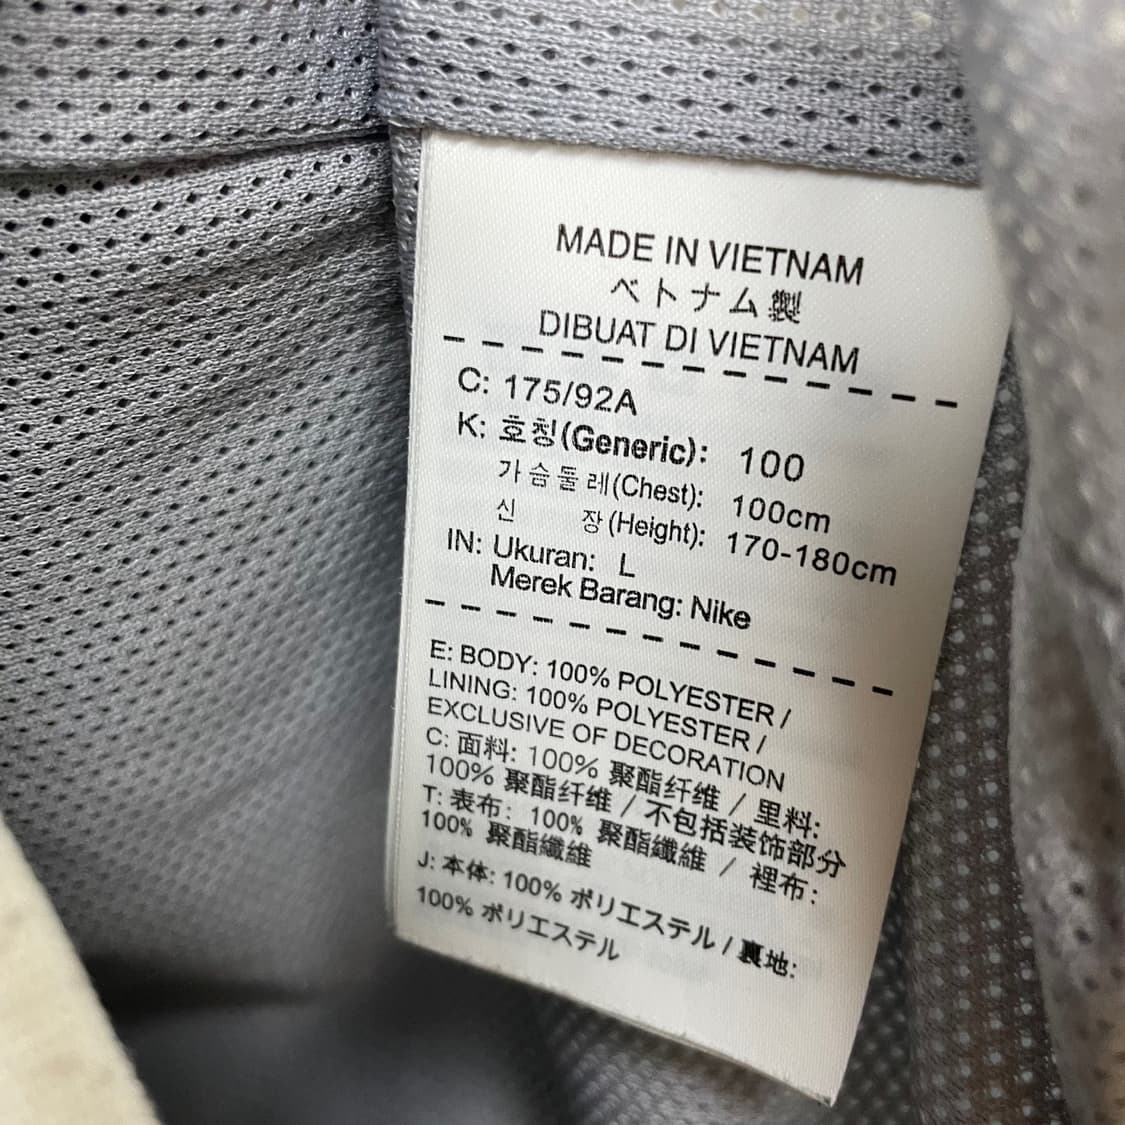 MADE IN VIETNAM
ベトナム製
DIBUAT DI VIETNAM
C: 175/92A
K: 호칭(Generic): 100
가슴둘레(Chest): 100cm
신 장(Height): 170-180cm
IN: Ukuran: L
Merek Barang: Nike
E: BODY: 100% POLYESTER /
LINING: 100% POLYESTER /
EXCLUSIVE OF DECORATION
C: 面料: 100% 聚酯纤维 / 里料:
100% 聚酯纤维 / 不包括装饰部分
T: 表布: 100% 聚酯纖維 / 裡布:
100% 聚酯纖維
J: 本体: 100% ポリエステル / 裏地:
100% ポリエステル